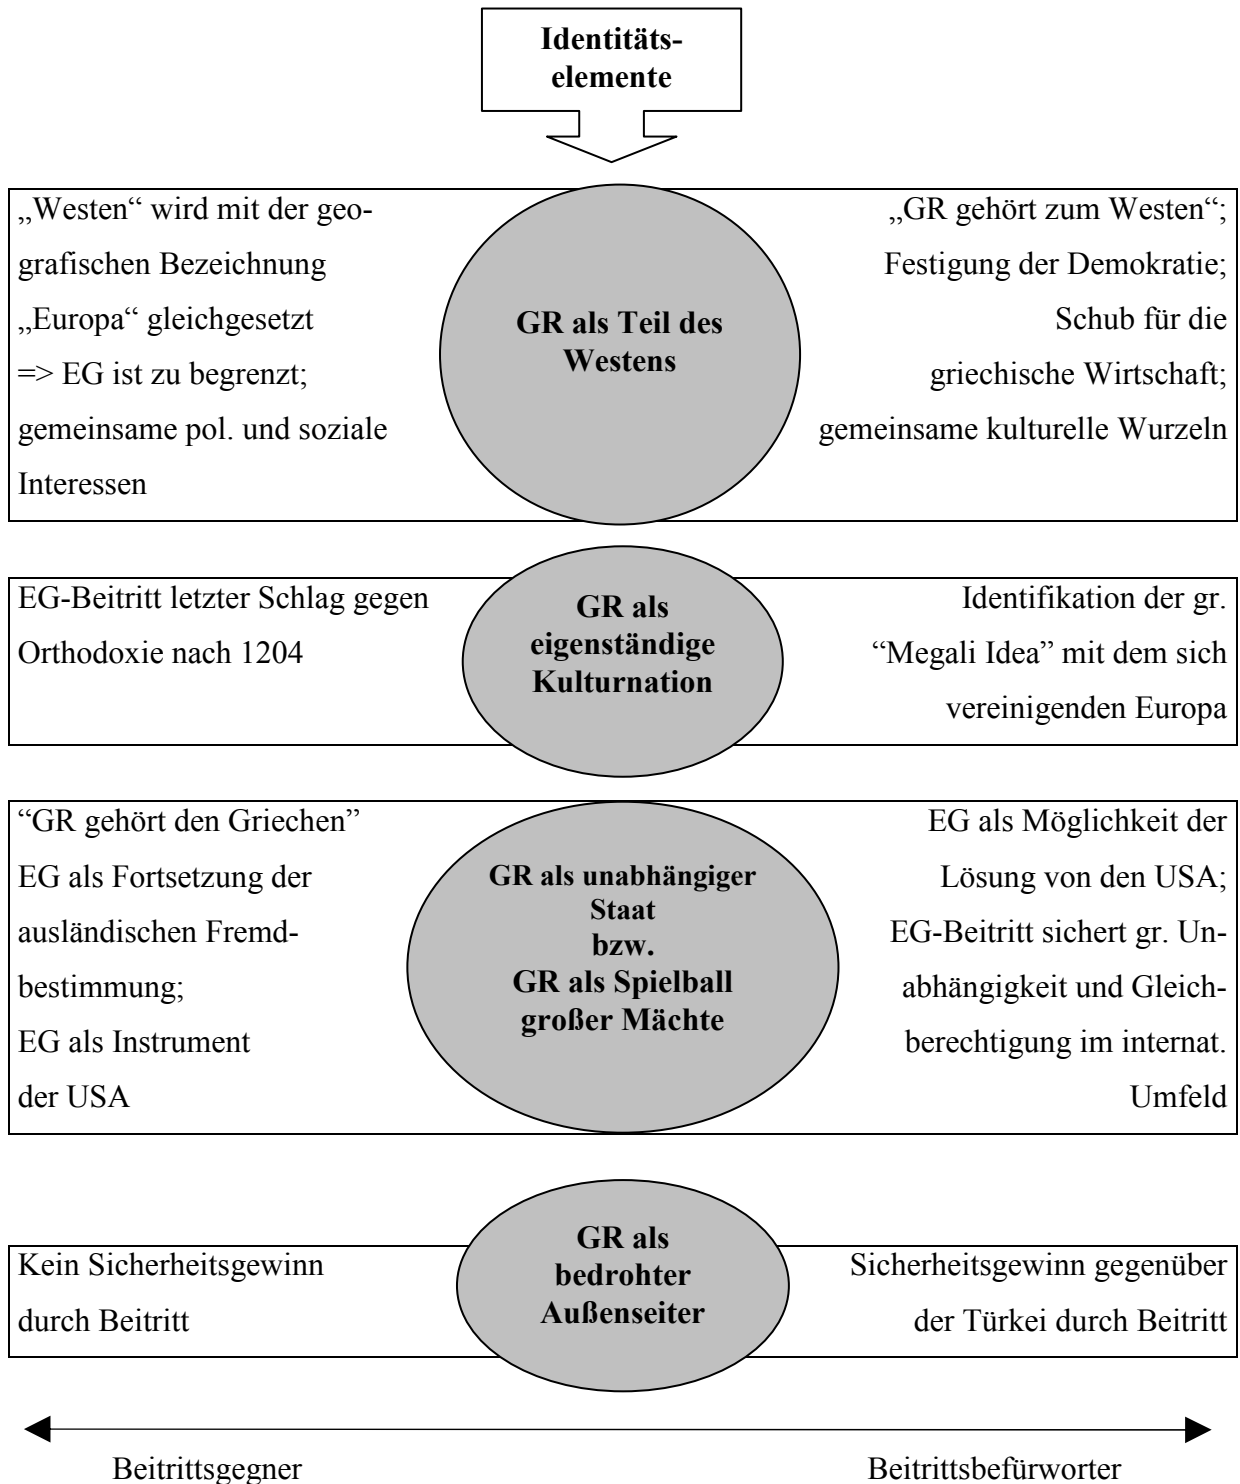 Identitäts-
elemente
„Westen“ wird mit der geo-
grafischen Bezeichnung
„Europa“ gleichgesetzt
=> EG ist zu begrenzt;
gemeinsame pol. und soziale
Interessen
GR als Teil des
Westens
„GR gehört zum Westen“;
Festigung der Demokratie;
Schub für die
griechische Wirtschaft;
gemeinsame kulturelle Wurzeln
EG-Beitritt letzter Schlag gegen
Orthodoxie nach 1204
GR als
eigenständige
Kulturnation
Identifikation der gr.
“Megali Idea” mit dem sich
vereinigenden Europa
“GR gehört den Griechen”
EG als Fortsetzung der
ausländischen Fremd-
bestimmung;
EG als Instrument
der USA
GR als unabhängiger
Staat
bzw.
GR als Spielball
großer Mächte
EG als Möglichkeit der
Lösung von den USA;
EG-Beitritt sichert gr. Un-
abhängigkeit und Gleich-
berechtigung im internat.
Umfeld
Kein Sicherheitsgewinn
durch Beitritt
GR als
bedrohter
Außenseiter
Sicherheitsgewinn gegenüber
der Türkei durch Beitritt
Beitrittsgegner
Beitrittsbefürworter